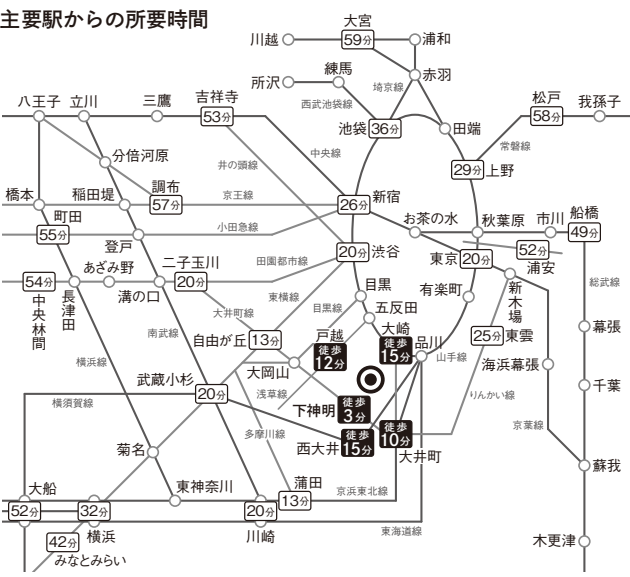 主要駅からの所要時間
大宮
川越
59分
浦和
所沢
練馬
埼京線
赤羽
西武池袋線
八王子
立川
三鷹
吉祥寺
53分
池袋
36分
田端
松戸
58分
我孫子
中央線
常磐線
分倍河原
井の頭線
29分
上野
橋本
稲田堤
調布
57分
京王線
26分
新宿
町田
55分
小田急線
お茶の水
秋葉原
市川
船橋
49分
登戸
20分
渋谷
東京
20分
52分
浦安
あざみ野
二子玉川
田園都市線
54分
中央林間
長津田
溝の口
20分
東横線
目黒
有楽町
新木場
総武線
大井町線
目黒線
五反田
自由が丘
13分
戸越
徒歩
12分
大崎
徒歩
15分
品川
25分
東雲
幕張
南武線
大岡山
山手線
海浜幕張
横浜線
武蔵小杉
20分
浅草線
下神明
徒歩
3分
りんかい線
千葉
横須賀線
多摩川線
西大井
徒歩
15分
徒歩
10分
大井町
京葉線
菊名
蘇我
大船
52分
32分
横浜
東神奈川
20分
川崎
蒲田
13分
京浜東北線
東海道線
42分
みなとみらい
木更津